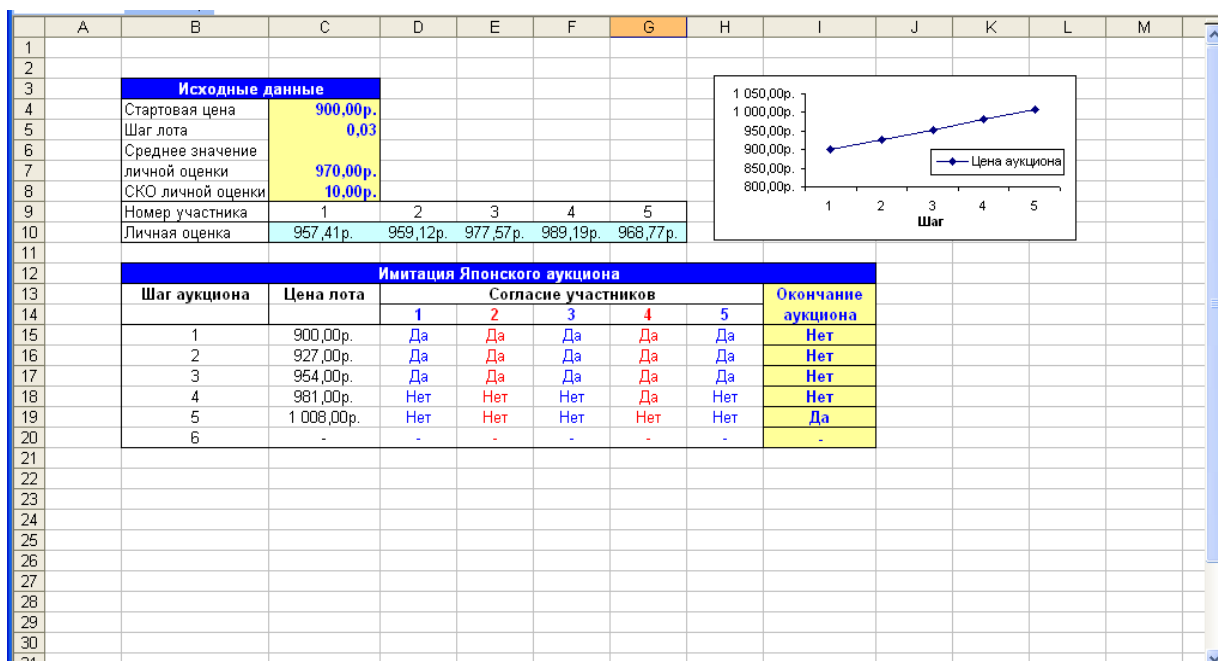 A B C D E F G H I J K L M
1
2
3 Исходные данные
4 Стартовая цена 900,00р.
5 Шаг лота 0,03
6 Среднее значение
7 личной оценки 970,00р.
8 СКО личной оценки 10,00р.
9 Номер участника 1 2 3 4 5
10 Личная оценка 957,41р. 959,12р. 977,57р. 989,19р. 968,77р.
1 050,00р.
1 000,00р.
950,00р.
900,00р.
850,00р.
800,00р.
Цена аукциона
1 2 3 4 5
Шаг
11
12 Имитация Японского аукциона
13 Шаг аукциона Цена лота Согласие участников Окончание
14 1 2 3 4 5 аукциона
15 1 900,00р. Да Да Да Да Да Нет
16 2 927,00р. Да Да Да Да Да Нет
17 3 954,00р. Да Да Да Да Да Нет
18 4 981,00р. Нет Нет Нет Да Нет Нет
19 5 1 008,00р. Нет Нет Нет Нет Нет Да
20 6 - - - - - - -
21
22
23
24
25
26
27
28
29
30